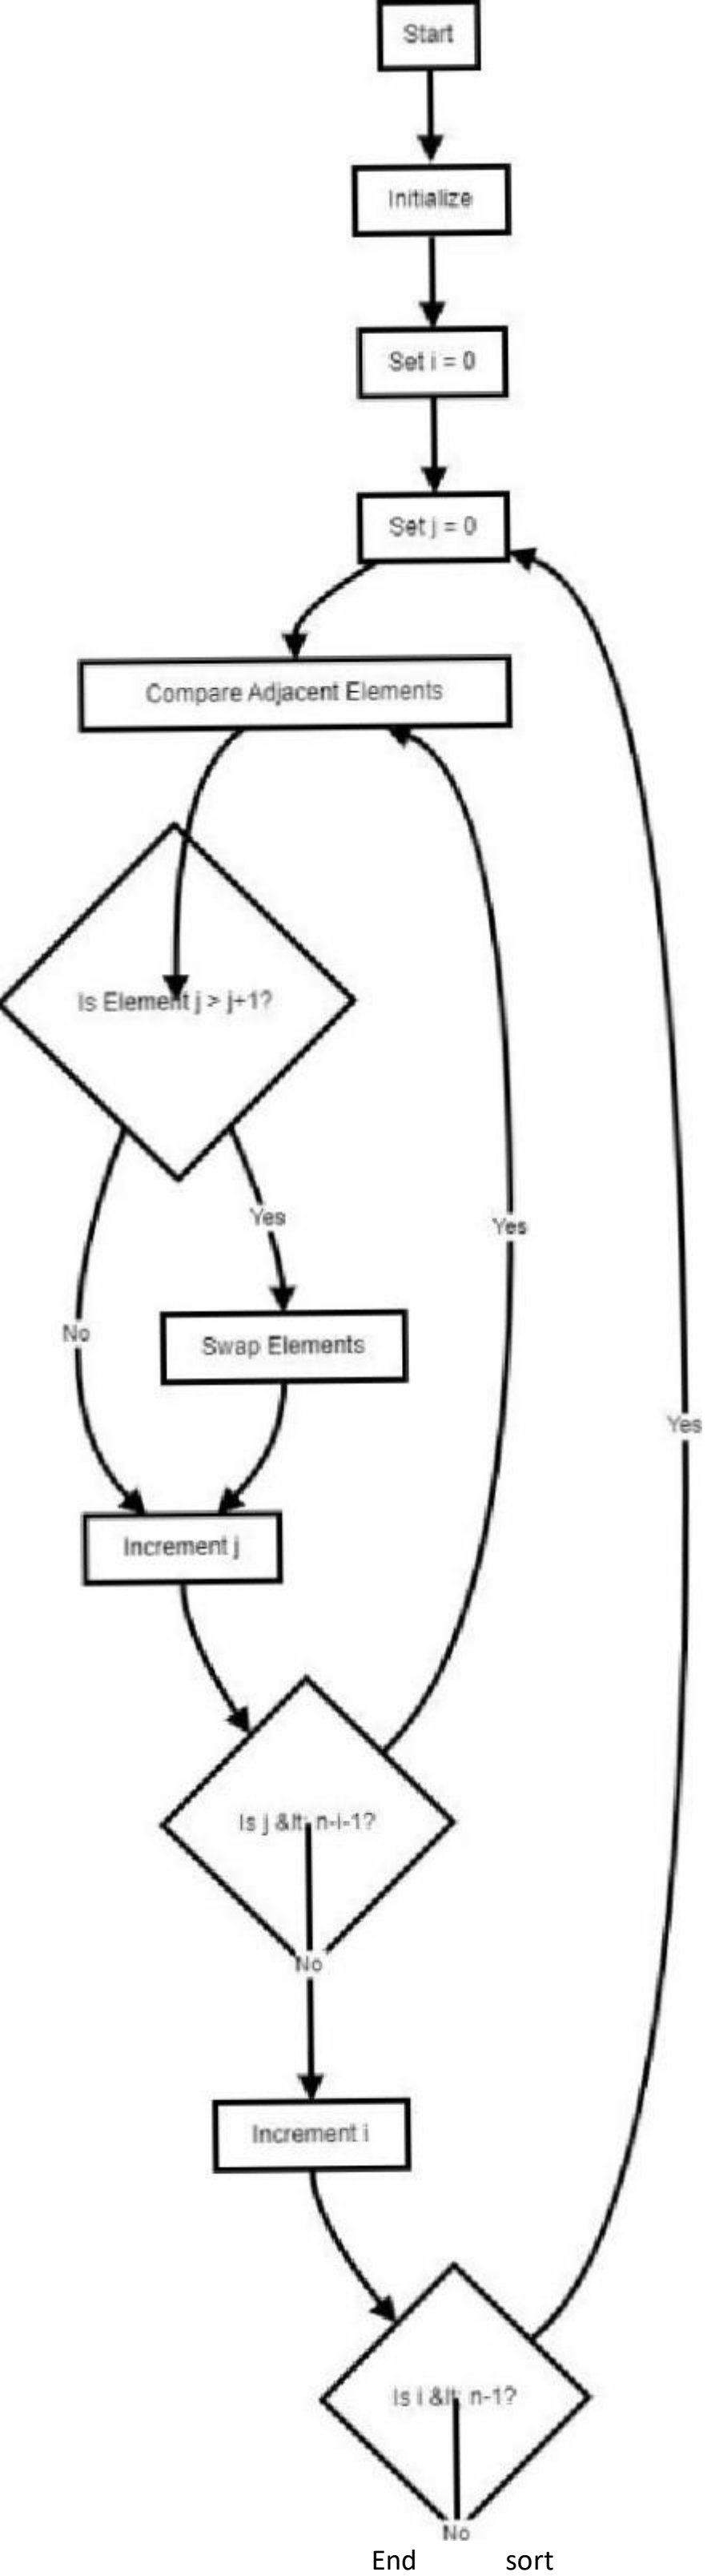 Start
Initialize
Set i = 0
Set j = 0
Compare Adjacent Elements
Is Element j > j+1?
Yes
Yes
No
Swap Elements
Yes
Increment j
Is j &lt; n-i-1?
No
Increment i
Is i &lt; n-1?
No
End sort